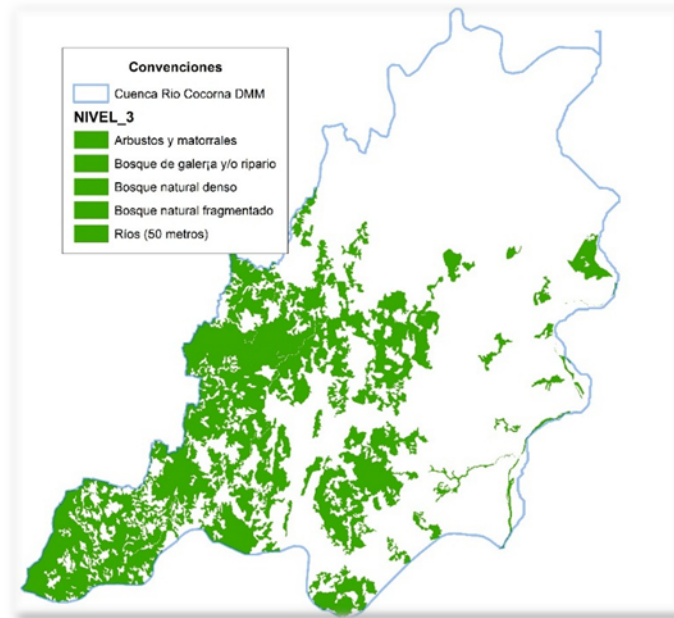 Convenciones
Cuenca Rio Cocorna DMM
NIVEL_3
Arbustos y matorrales
Bosque de galer¡a y/o ripario
Bosque natural denso
Bosque natural fragmentado
Ríos (50 metros)